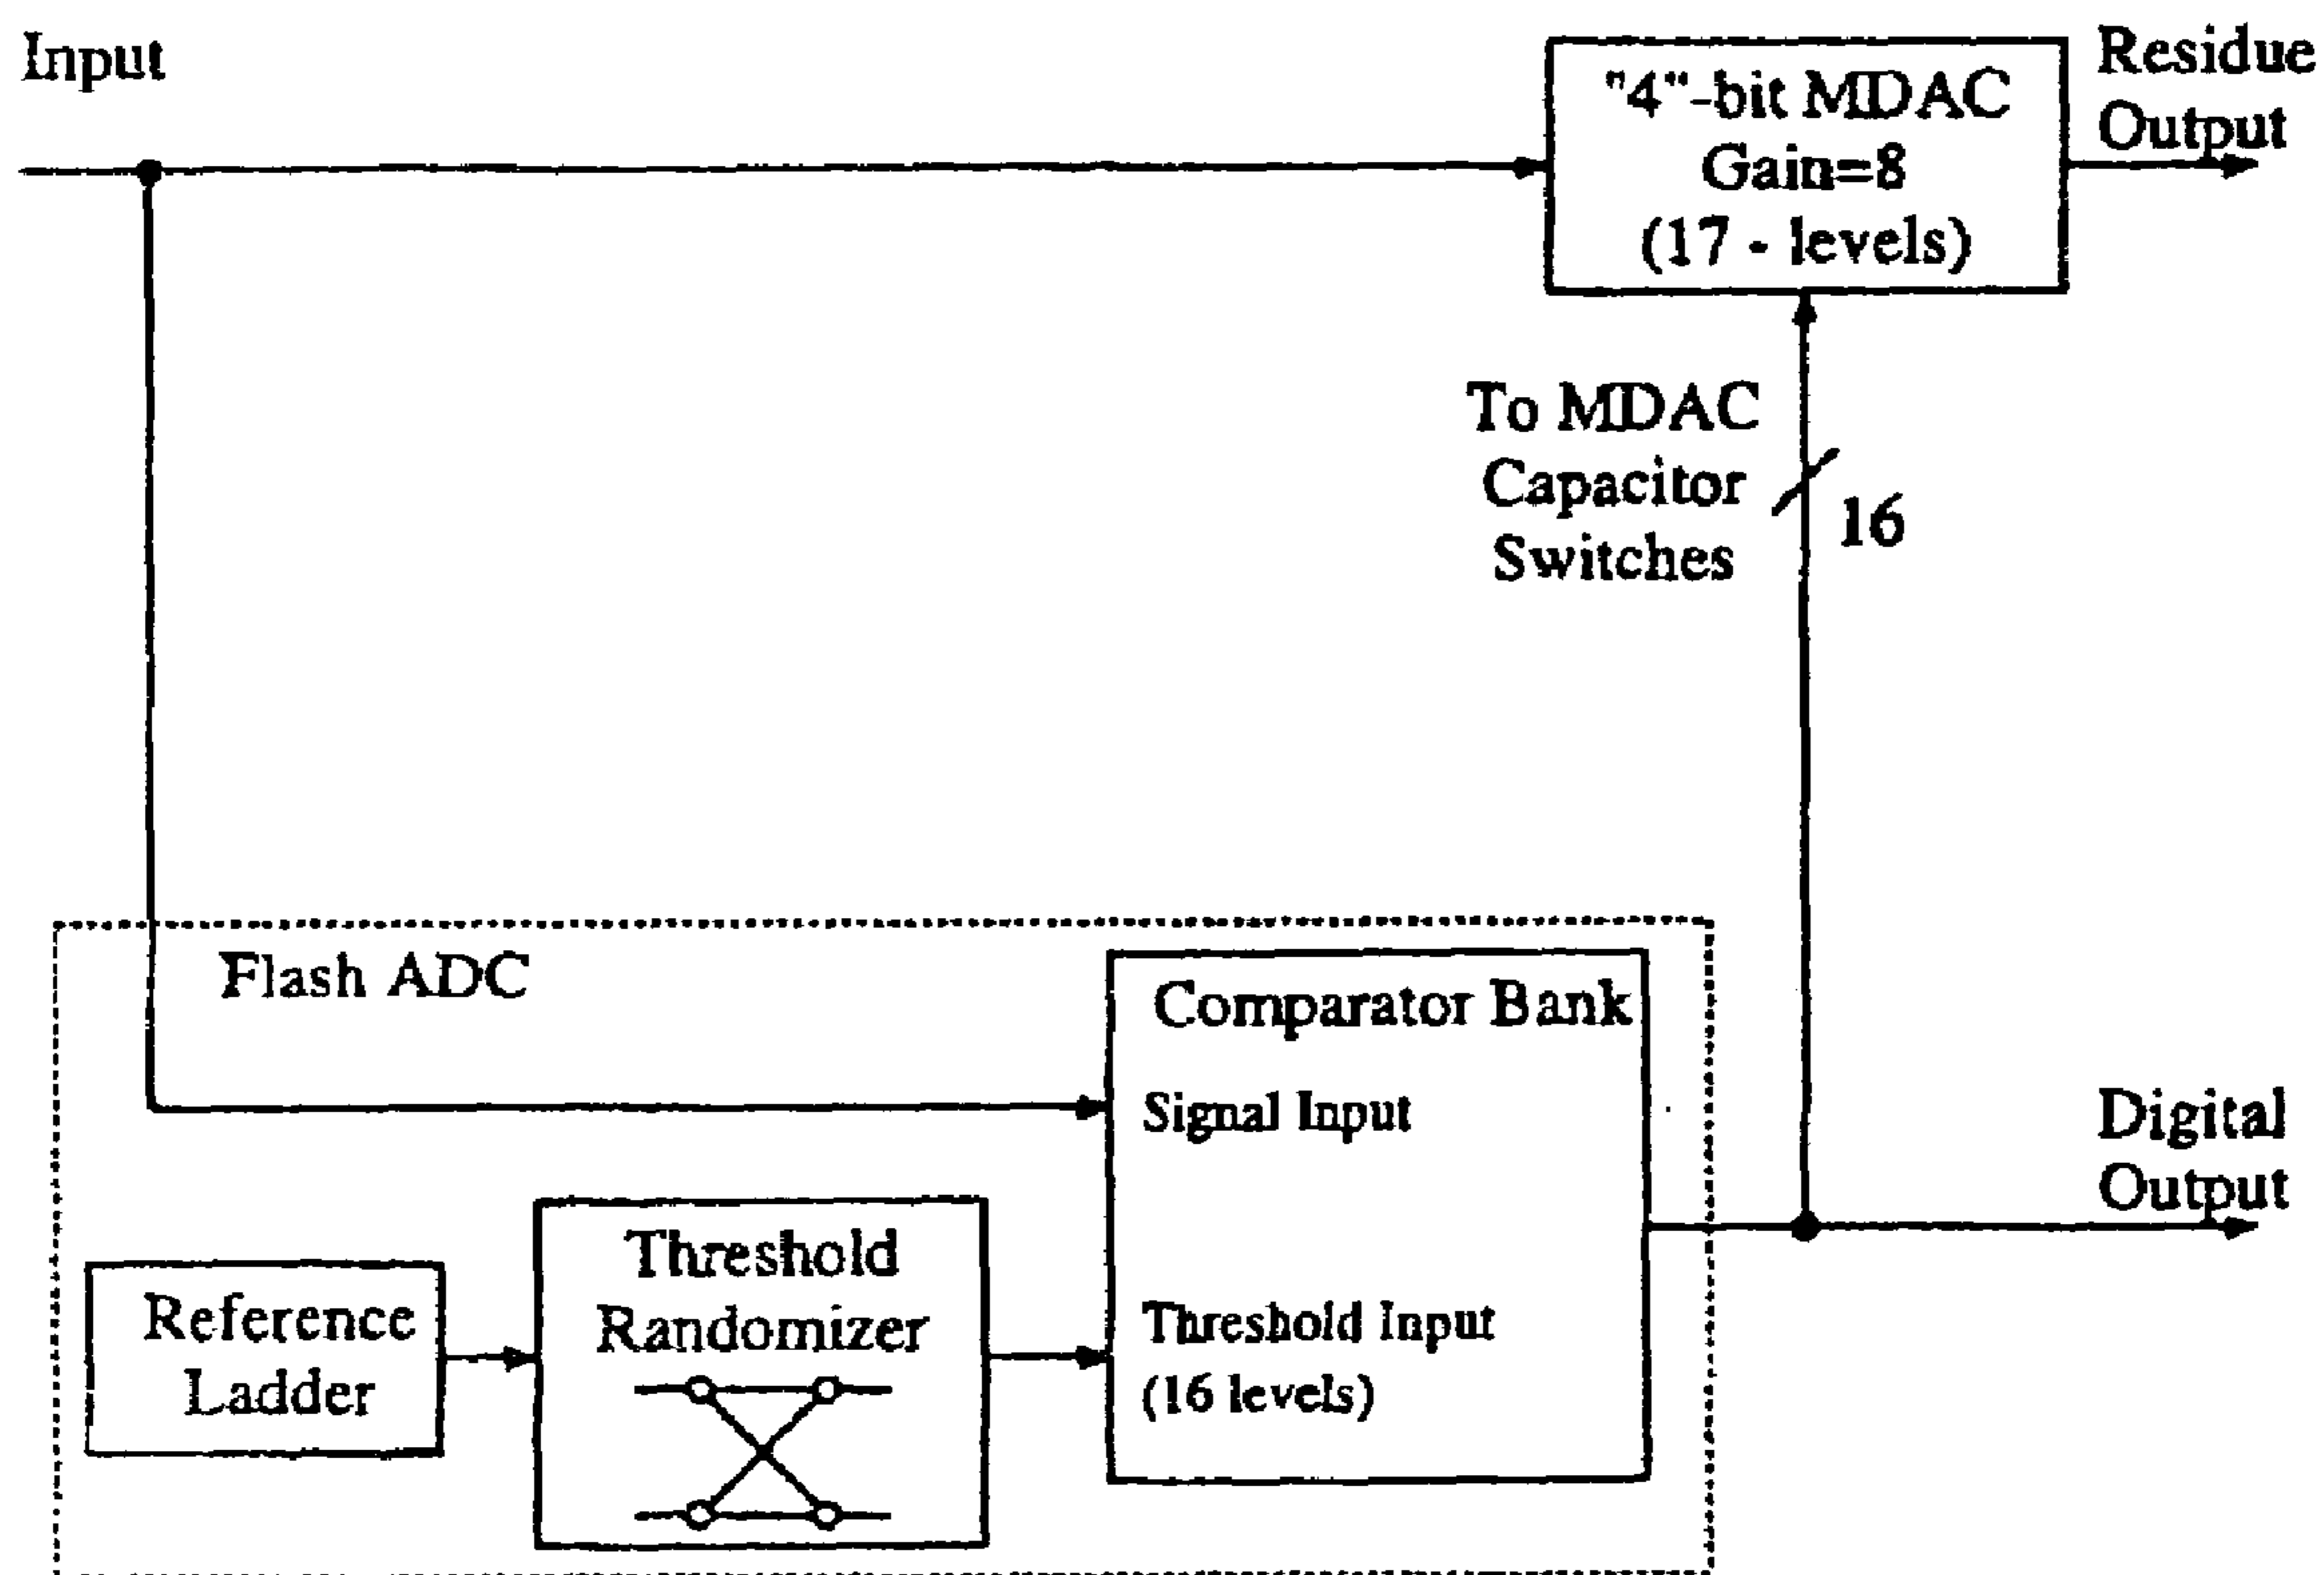 Input
"4"-bit MDAC
Gain=8
(17 - levels)
Residue
Output
To MDAC
Capacitor
Switches
16
Flash ADC
Comparator Bank
Signal Input
Threshold Input
(16 levels)
Digital
Output
Threshold
Randomizer
Reference
Ladder